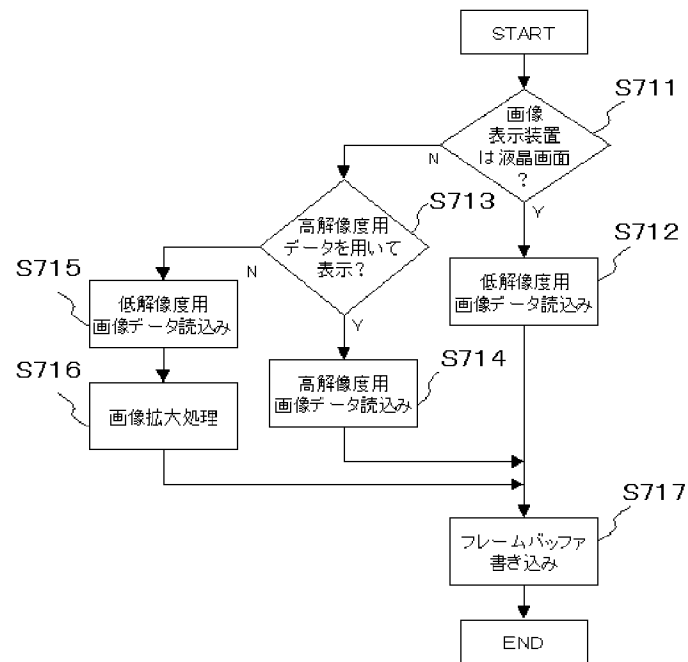 START
S711
画像
表示装置
は液晶画面
?
N
Y
S713
高解像度用
データを用いて
表示?
N
Y
S712
低解像度用
画像データ読込み
S715
低解像度用
画像データ読込み
S714
高解像度用
画像データ読込み
S716
画像拡大処理
S717
フレームバッファ
書き込み
END